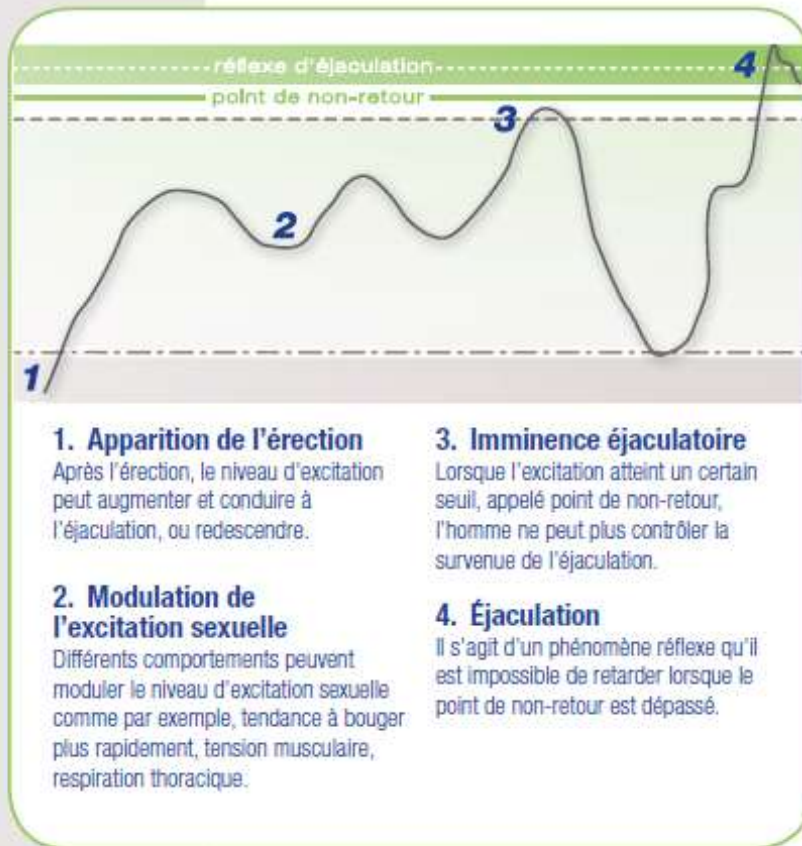 réflexe d'éjaculation
4
point de non-retour
3
2
1
1. Apparition de l'érection
Après l'érection, le niveau d'excitation
peut augmenter et conduire à
l'éjaculation, ou redescendre.
2. Modulation de
l'excitation sexuelle
Différents comportements peuvent
moduler le niveau d'excitation sexuelle
comme par exemple, tendance à bouger
plus rapidement, tension musculaire,
respiration thoracique.
3. Imminence éjaculatoire
Lorsque l'excitation atteint un certain
seuil, appelé point de non-retour,
l'homme ne peut plus contrôler la
survenue de l'éjaculation.
4. Éjaculation
Il s'agit d'un phénomène réflexe qu'il
est impossible de retarder lorsque le
point de non-retour est dépassé.